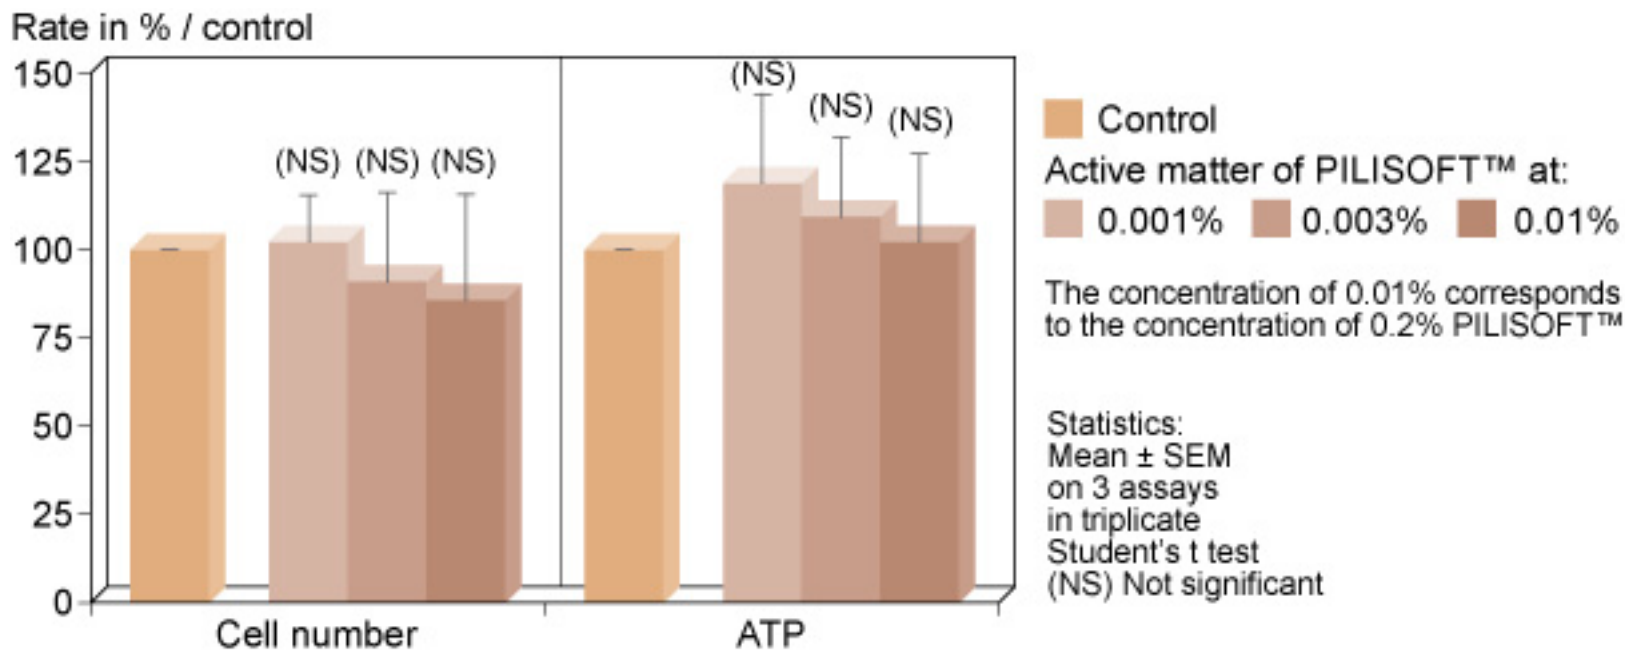 Rate in % / control
150
125
100
75
50
25
0
(NS) (NS) (NS)
(NS)
(NS)
(NS)
Cell number
ATP
Control
Active matter of PILISOFT™ at:
0.001% 0.003% 0.01%
The concentration of 0.01% corresponds
to the concentration of 0.2% PILISOFT™
Statistics:
Mean ± SEM
on 3 assays
in triplicate
Student's t test
(NS) Not significant